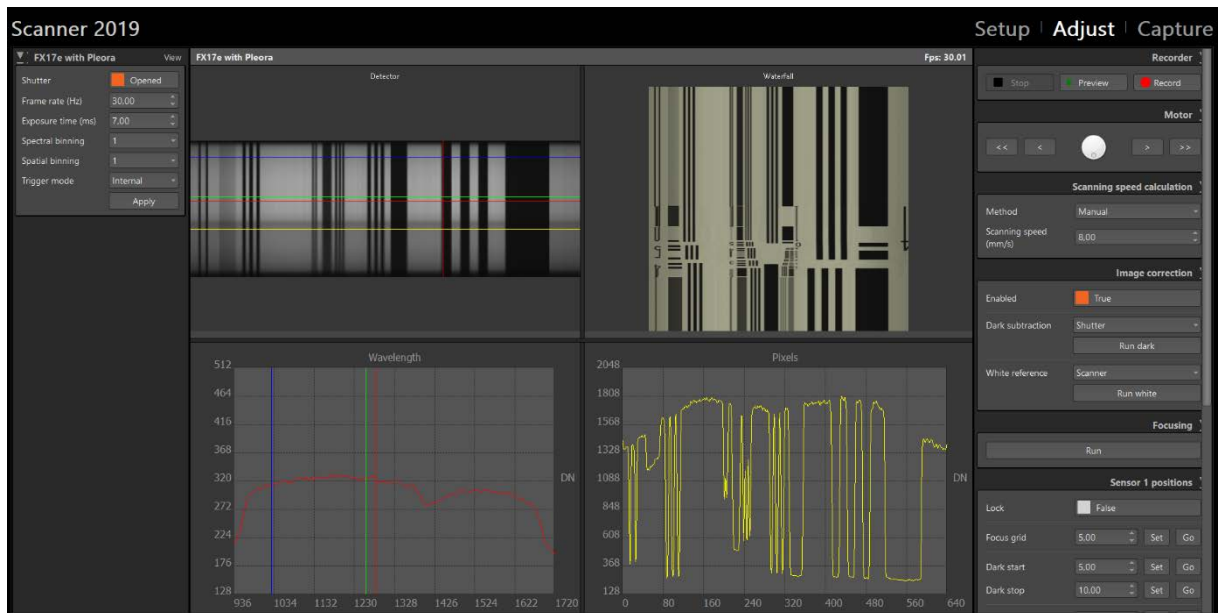 Scanner 2019
Setup Adjust Capture
FX17e with Pleora View
Shutter Opened
Frame rate (Hz) 30,00
Exposure time (ms) 7,00
Spectral binning 1
Spatial binning 1
Trigger mode Internal
Apply
FX17e with Pleora Fps: 30.01
Detector
Waterfall
Wavelength
512
464
416
368
320
272
224
176
128
936 1034 1132 1230 1328 1426 1524 1622 1720
DN
Pixels
2048
1808
1568
1328
1088
848
608
368
128
0 80 160 240 320 400 480 560 640
DN
Recorder
Stop Preview Record
Motor
<< < > >>
Scanning speed calculation
Method Manual
Scanning speed
(mm/s) 8,00
Image correction
Enabled True
Dark subtraction Shutter
Run dark
White reference Scanner
Run white
Focusing
Run
Sensor 1 positions
Lock False
Focus grid 5,00 Set Go
Dark start 5,00 Set Go
Dark stop 10,00 Set Go